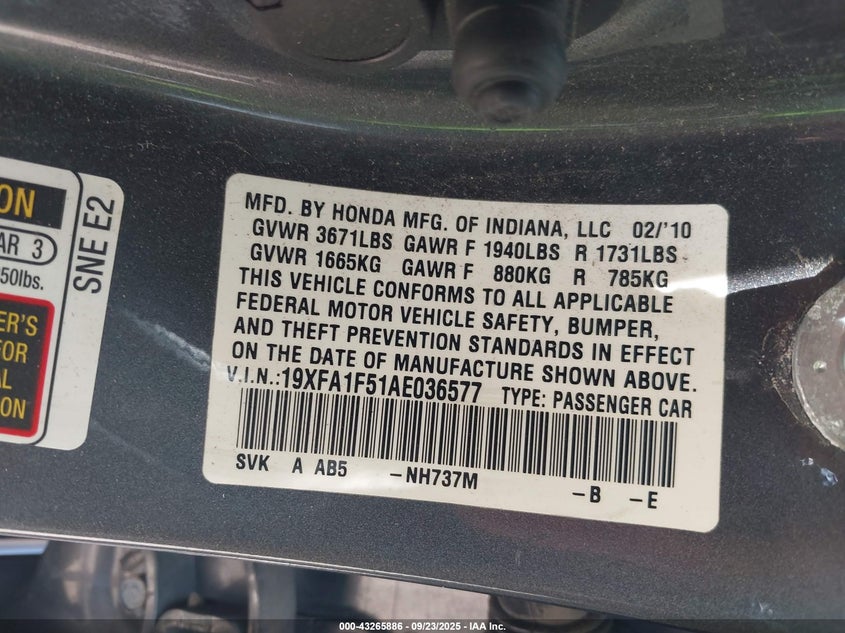 ON
AR 3
50lbs.
ER'S
FOR
AL
ON
SNE E2
MFD. BY HONDA MFG. OF INDIANA, LLC 02/'10
GVWR 3671LBS GAWR F 1940LBS R 1731LBS
GVWR 1665KG GAWR F 880KG R 785KG
THIS VEHICLE CONFORMS TO ALL APPLICABLE
FEDERAL MOTOR VEHICLE SAFETY, BUMPER,
AND THEFT PREVENTION STANDARDS IN EFFECT
ON THE DATE OF MANUFACTURE SHOWN ABOVE.
V.I.N.:19XFA1F51AE036577 TYPE: PASSENGER CAR
SVK A AB5 -NH737M -B -E
000-43265886 - 09/23/2025 - IAA Inc.